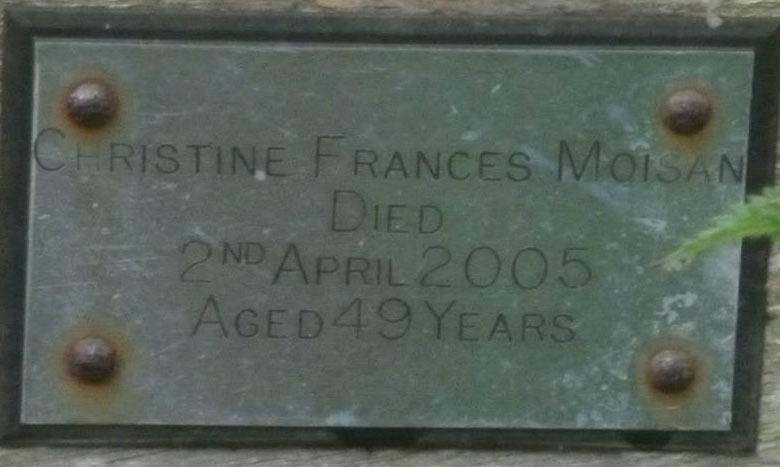 Christine Frances Moisan
Died
2nd April 2005
Aged 49 Years